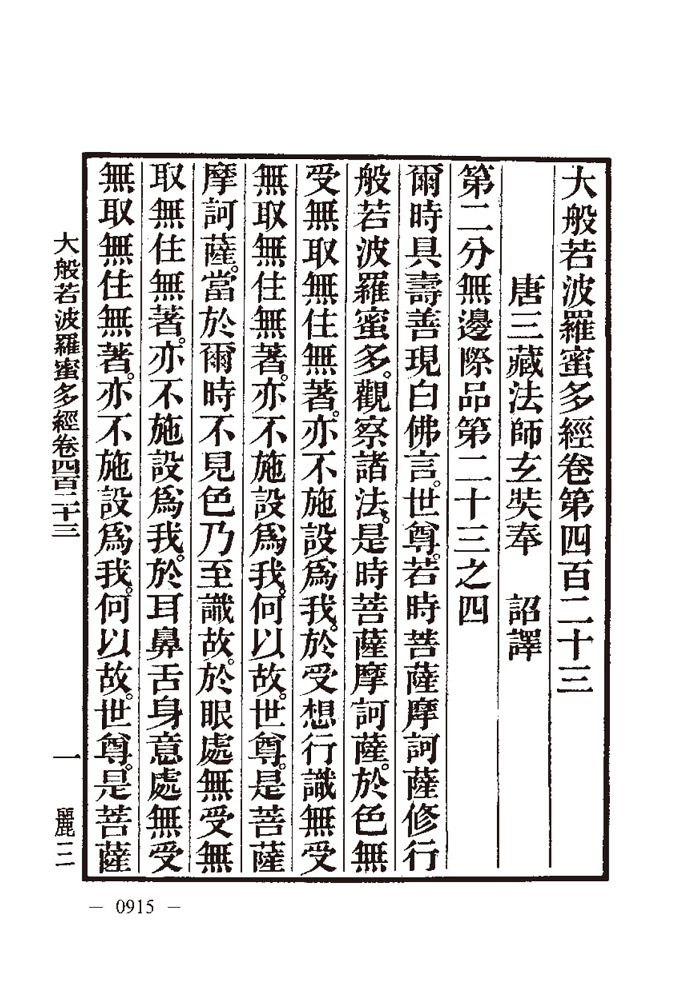 大般若波羅蜜多經卷第四百二十三
唐三藏法師玄奘奉　詔譯
第二分無邊際品第二十三之四
爾時具壽善現白佛言。世尊。若時菩薩摩訶薩修行
般若波羅蜜多。觀察諸法。是時菩薩摩訶薩。於色無
受無取無住無著。亦不施設為我。於受想行識無受
無取無住無著。亦不施設為我。何以故。世尊。是菩薩
摩訶薩。當於爾時不見色乃至識故。於眼處無受無
取無住無著。亦不施設為我。於耳鼻舌身意處無受
無取無住無著。亦不施設為我。何以故。世尊。是菩薩
大般若波羅蜜多經卷四百二十三　一　麗三
— 0915 —